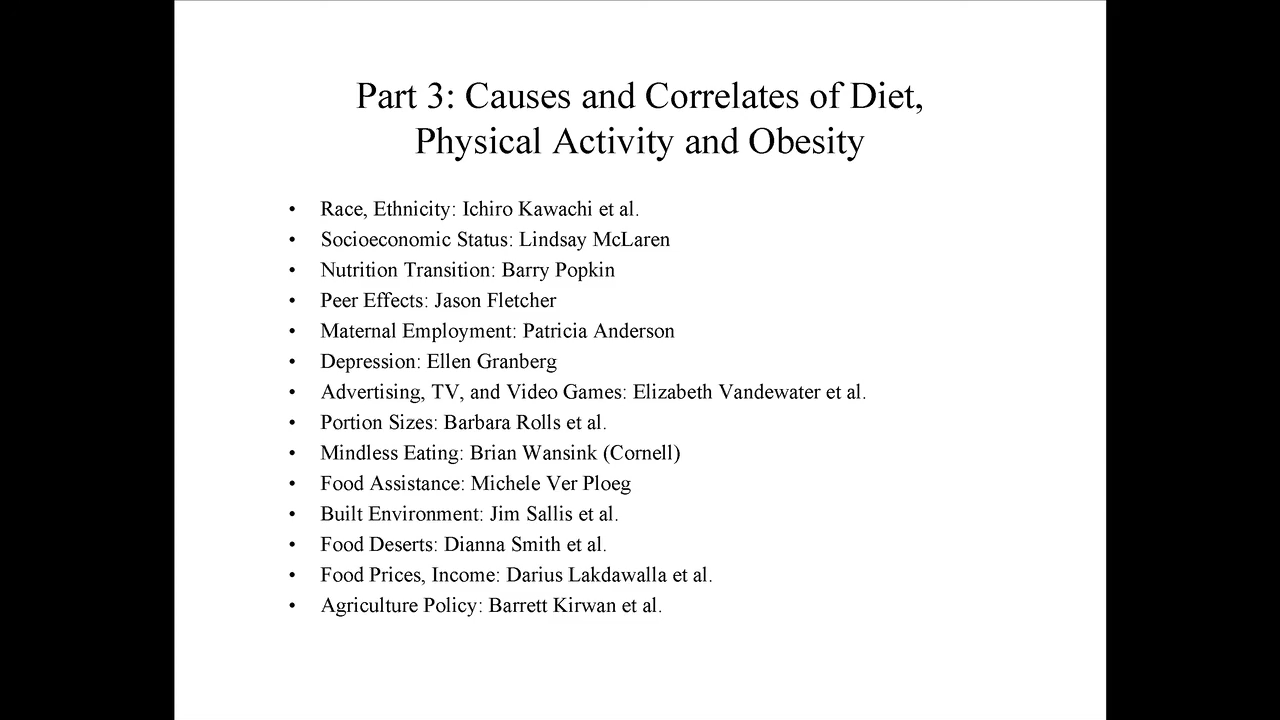 Part 3: Causes and Correlates of Diet,
Physical Activity and Obesity
• Race, Ethnicity: Ichiro Kawachi et al.
• Socioeconomic Status: Lindsay McLaren
• Nutrition Transition: Barry Popkin
• Peer Effects: Jason Fletcher
• Maternal Employment: Patricia Anderson
• Depression: Ellen Granberg
• Advertising, TV, and Video Games: Elizabeth Vandewater et al.
• Portion Sizes: Barbara Rolls et al.
• Mindless Eating: Brian Wansink (Cornell)
• Food Assistance: Michele Ver Ploeg
• Built Environment: Jim Sallis et al.
• Food Deserts: Dianna Smith et al.
• Food Prices, Income: Darius Lakdawalla et al.
• Agriculture Policy: Barrett Kirwan et al.